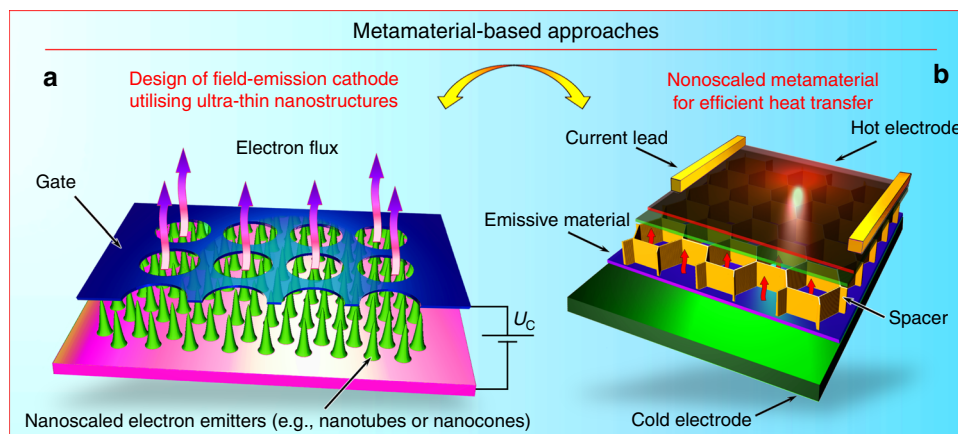 Metamaterial-based approaches
a
Design of field-emission cathode
utilising ultra-thin nanostructures
Electron flux
Gate
U_C
Nanoscaled electron emitters (e.g., nanotubes or nanocones)
b
Nonoscaled metamaterial
for efficient heat transfer
Hot electrode
Current lead
Emissive material
Spacer
Cold electrode